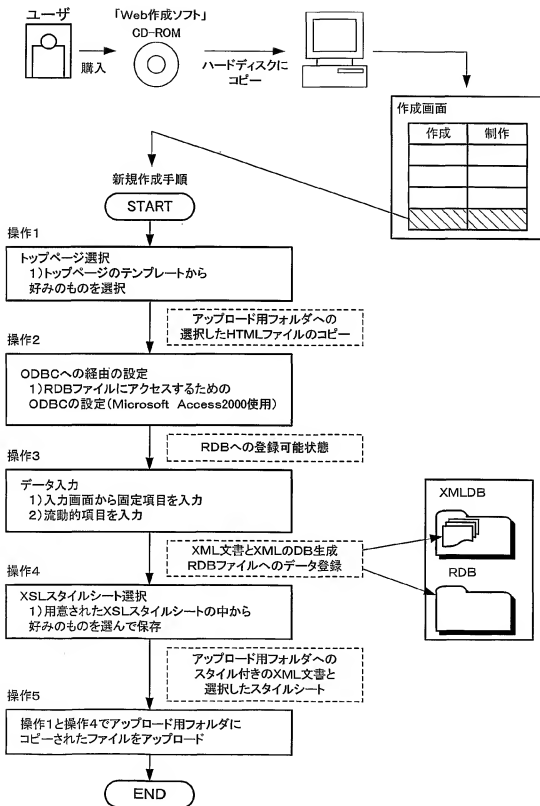 ユーザ
購入
「Web作成ソフト」
CD-ROM
ハードディスクに
コピー
作成画面
作成
制作
新規作成手順
START
操作1
トップページ選択
1)トップページのテンプレートから
好みのものを選択
アップロード用フォルダへの
選択したHTMLファイルのコピー
操作2
ODBCへの経由の設定
1)RDBファイルにアクセスするための
ODBCの設定(Microsoft Access2000使用)
RDBへの登録可能状態
操作3
データ入力
1)入力画面から固定項目を入力
2)流動的項目を入力
XML文書とXMLのDB生成
RDBファイルへのデータ登録
XMLDB
RDB
操作4
XSLスタイルシート選択
1)用意されたXSLスタイルシートの中から
好みのものを選んで保存
アップロード用フォルダへの
スタイル付きのXML文書と
選択したスタイルシート
操作5
操作1と操作4でアップロード用フォルダに
コピーされたファイルをアップロード
END